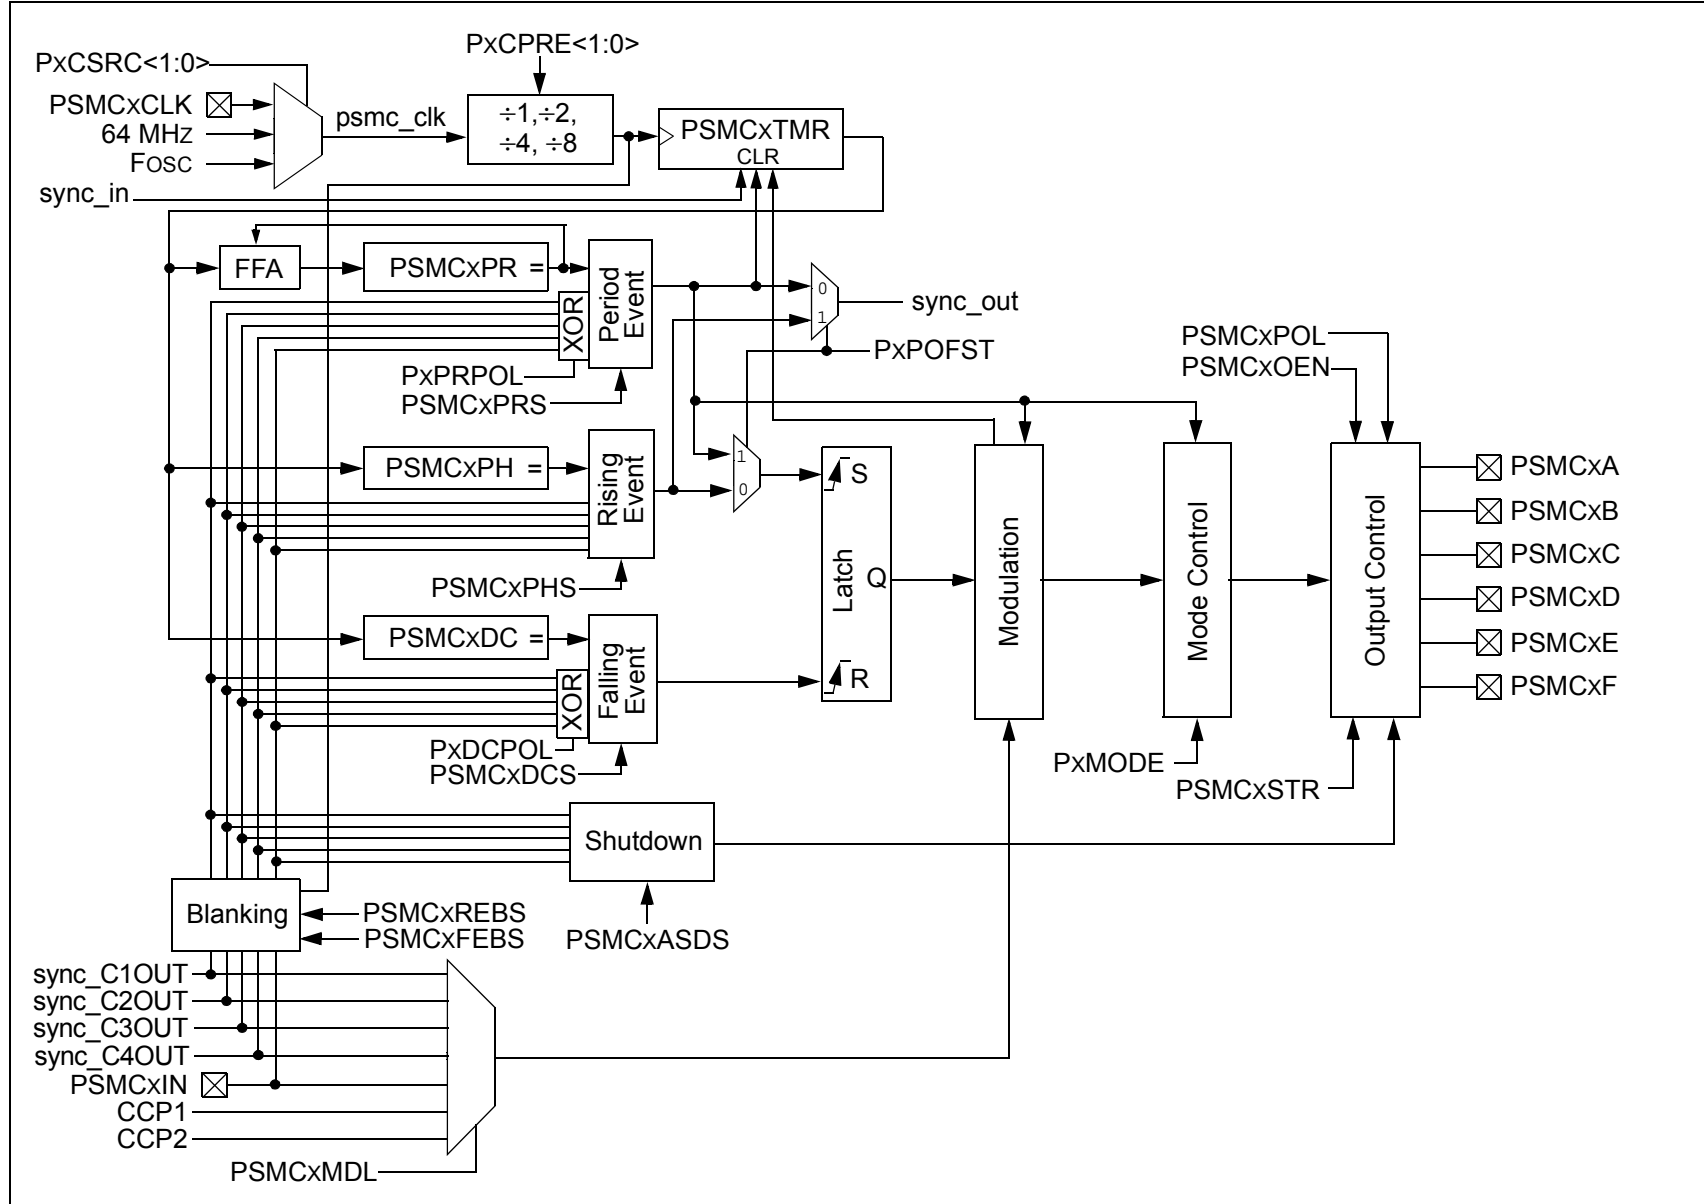 PxCPRE<1:0>
PxCSRC<1:0>
PSMCxCLK
64 MHz
FOSC
psmc_clk
÷1,÷2,
÷4, ÷8
PSMCxTMR
CLR
sync_in
FFA
PSMCxPR =
XOR
Period
Event
PxPRPOL
PSMCxPRS
0
1
sync_out
PxPOFST
PSMCxPH =
Rising
Event
PSMCxPHS
1
0
PSMCxDC =
XOR
Falling
Event
PxDCPOL
PSMCxDCS
S
Latch
Q
R
Modulation
Mode Control
PxMODE
PSMCxPOL
PSMCxOEN
Output Control
PSMCxSTR
PSMCxA
PSMCxB
PSMCxC
PSMCxD
PSMCxE
PSMCxF
Shutdown
PSMCxASDS
Blanking
PSMCxREBS
PSMCxFEBS
sync_C1OUT
sync_C2OUT
sync_C3OUT
sync_C4OUT
PSMCxIN
CCP1
CCP2
PSMCxMDL